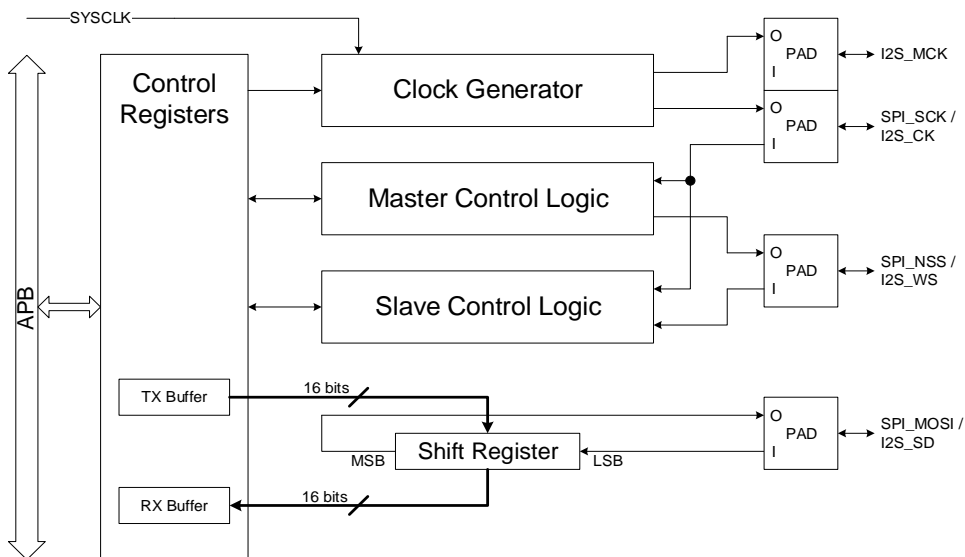 SYSCLK
APB
Control
Registers
Clock Generator
O
PAD
I
I2S_MCK
O
PAD
I
SPI_SCK /
I2S_CK
Master Control Logic
O
PAD
I
SPI_NSS /
I2S_WS
Slave Control Logic
TX Buffer
16 bits
MSB
Shift Register
LSB
O
PAD
I
SPI_MOSI /
I2S_SD
RX Buffer
16 bits